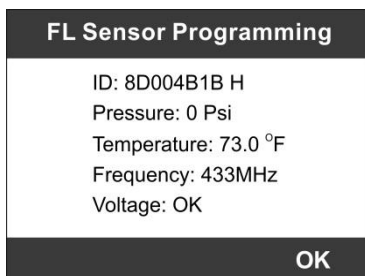 FL Sensor Programming
ID: 8D004B1B H
Pressure: 0 Psi
Temperature: 73.0 °F
Frequency: 433MHz
Voltage: OK
OK